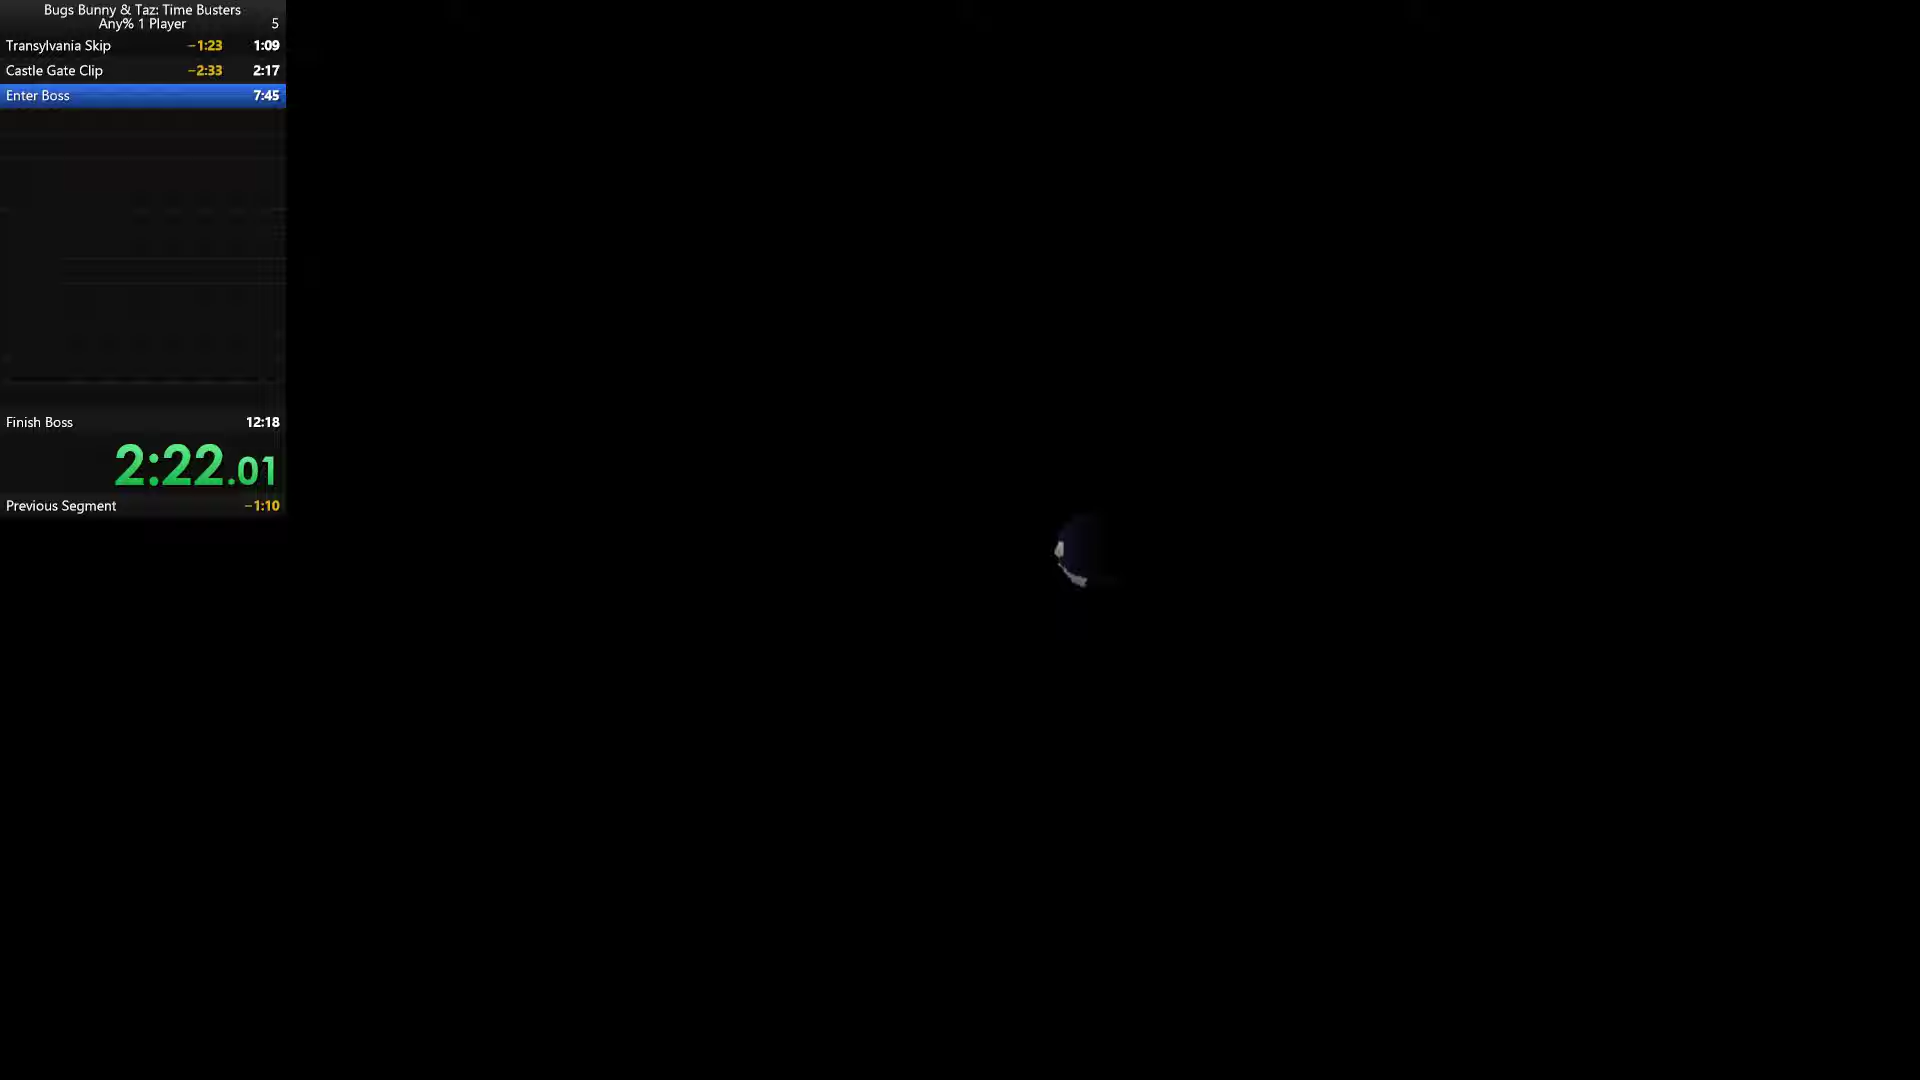 Bugs Bunny & Taz: Time Busters
Any% 1 Player 5
Transylvania Skip −1:23 1:09
Castle Gate Clip −2:33 2:17
Enter Boss 7:45
Finish Boss 12:18
2:22.01
Previous Segment −1:10